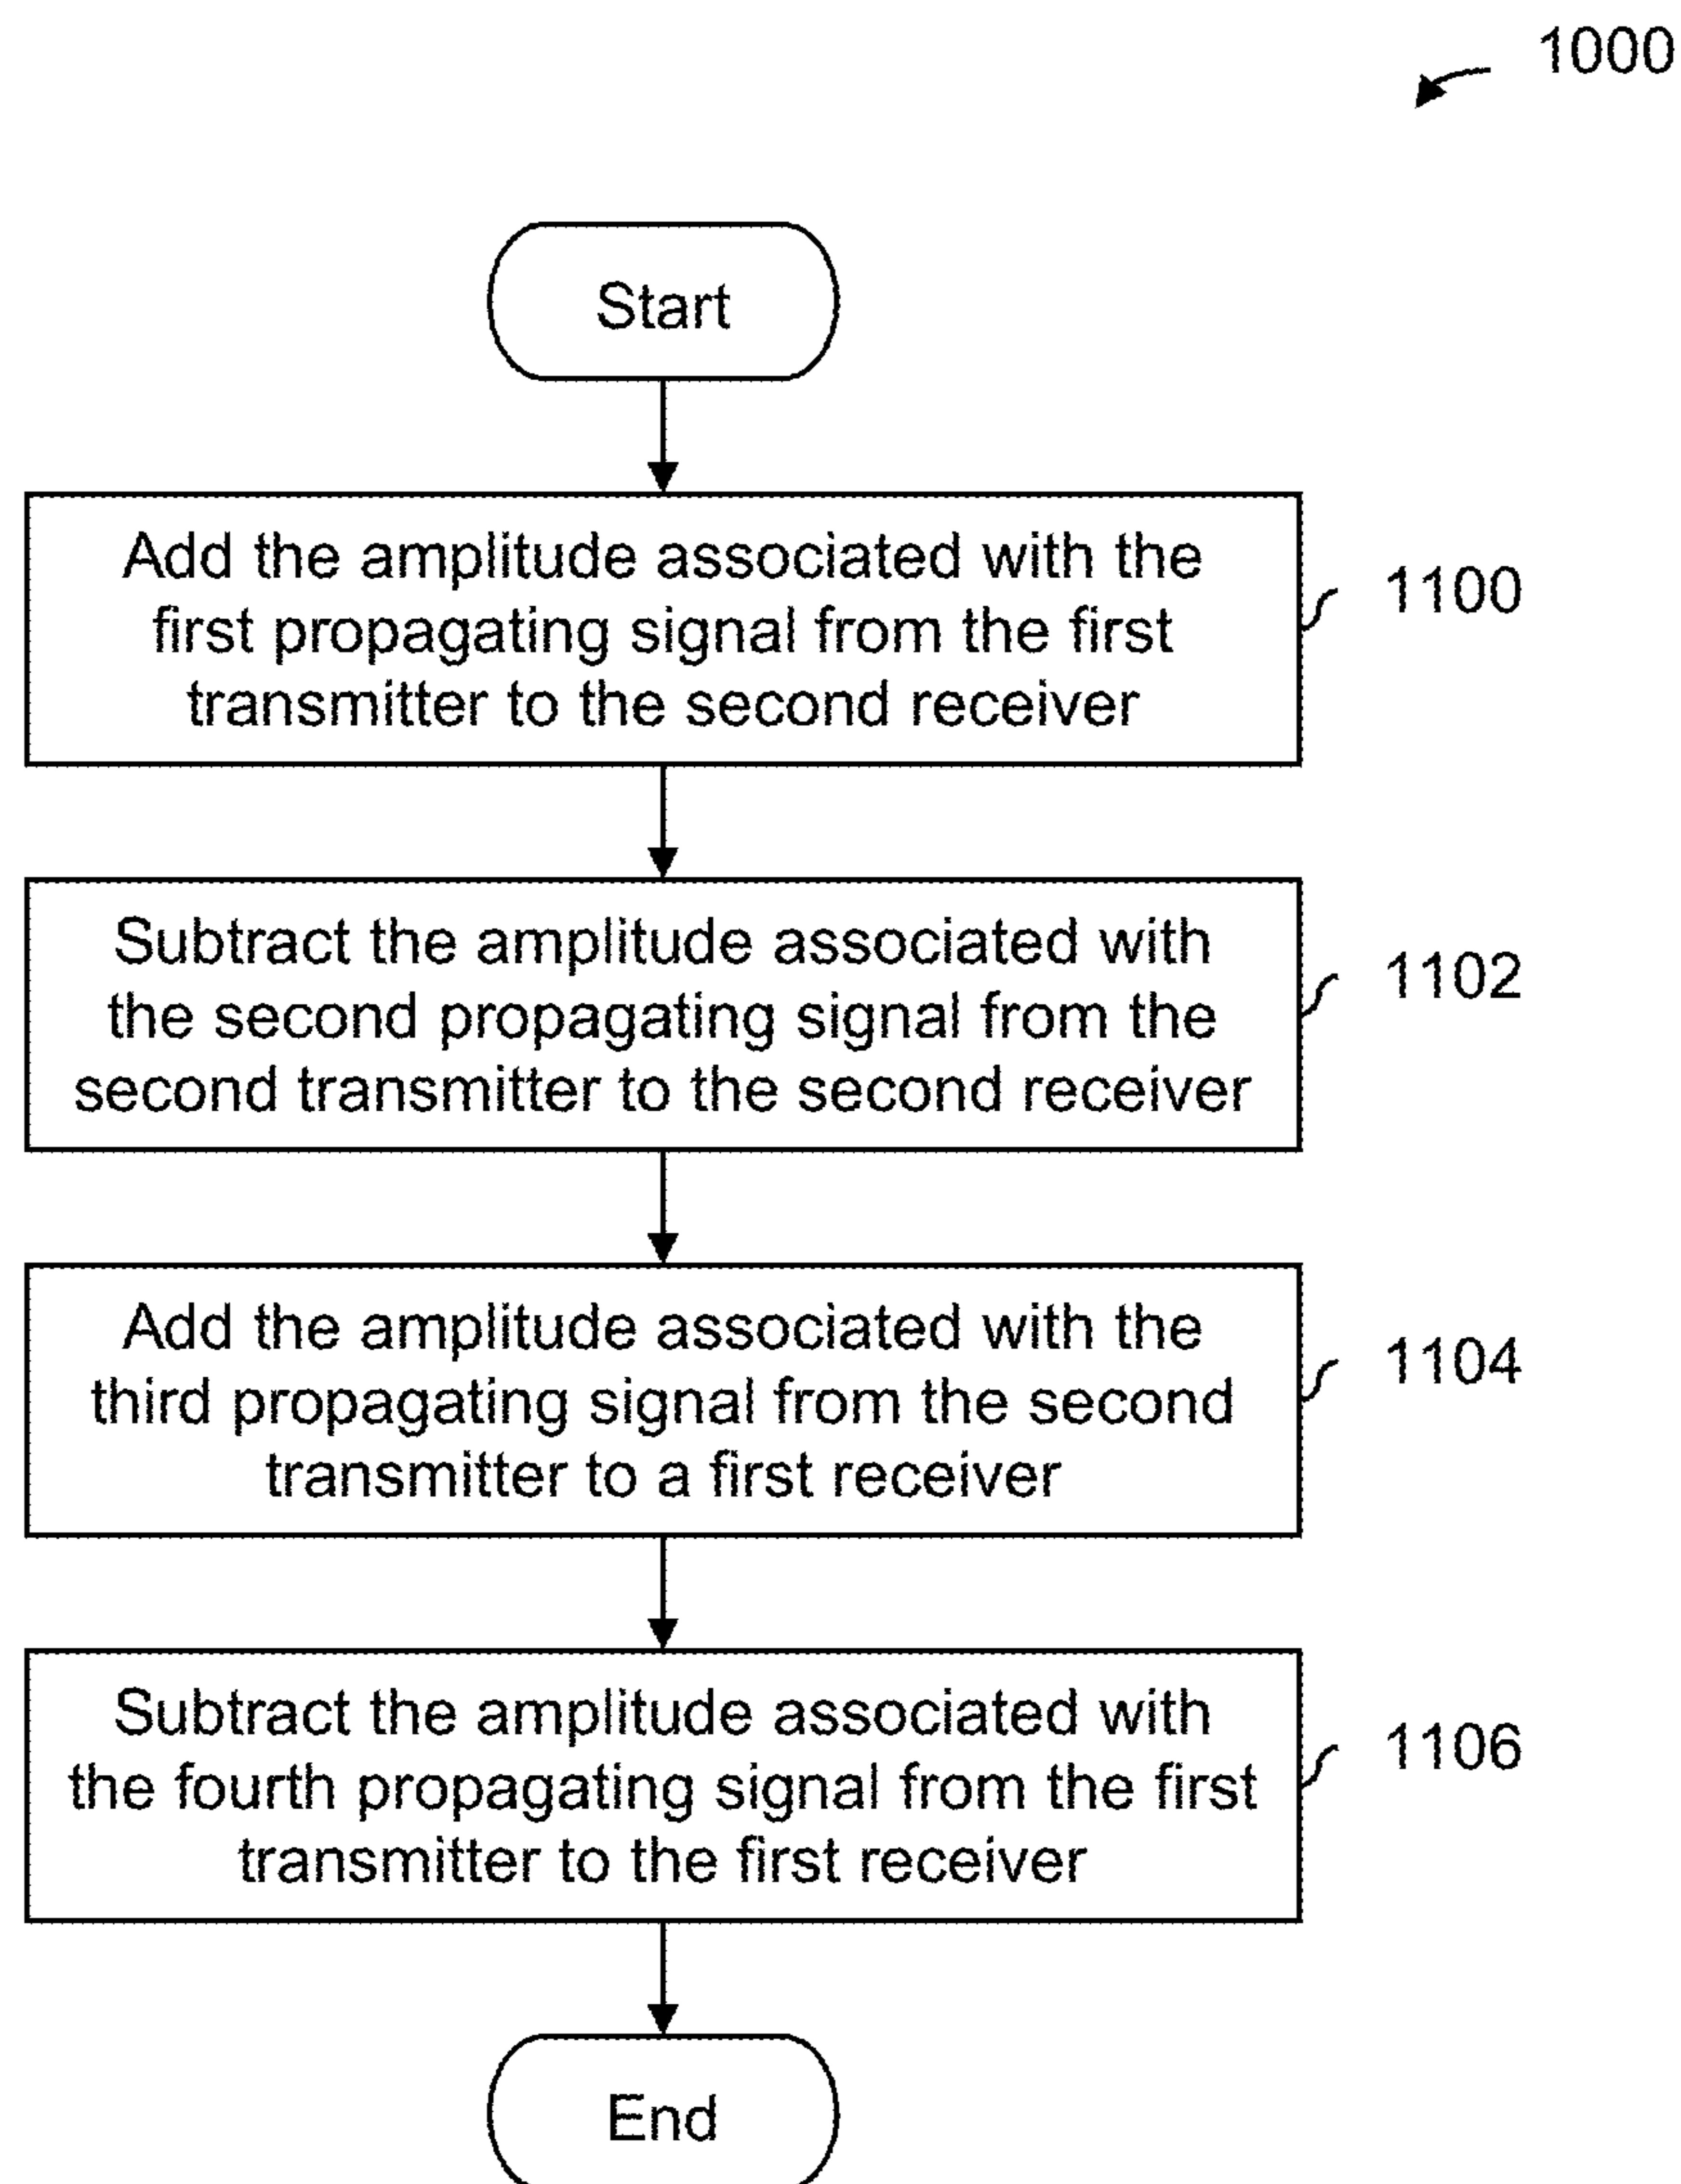 1000
Start
Add the amplitude associated with the
first propagating signal from the first
transmitter to the second receiver
1100
Subtract the amplitude associated with
the second propagating signal from the
second transmitter to the second receiver
1102
Add the amplitude associated with the
third propagating signal from the second
transmitter to a first receiver
1104
Subtract the amplitude associated with
the fourth propagating signal from the first
transmitter to the first receiver
1106
End